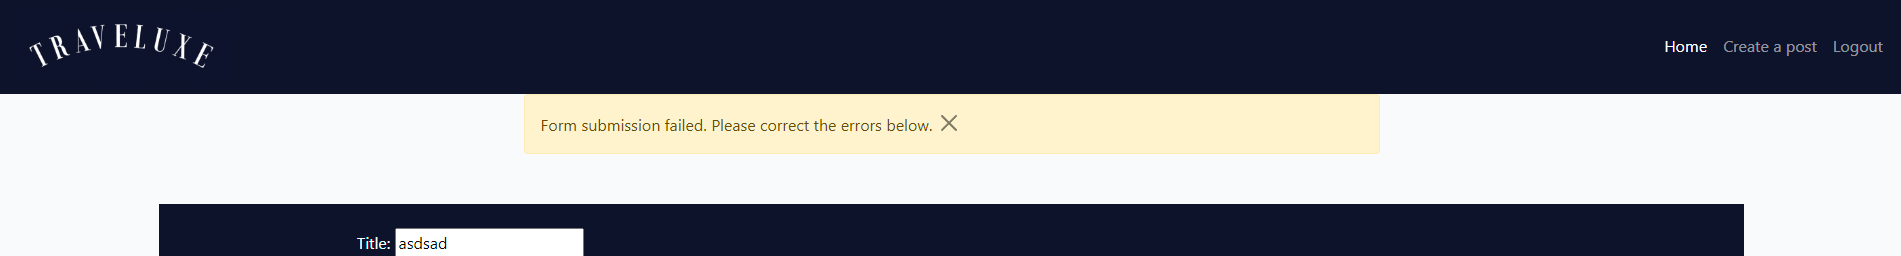 TRAVELUXE
Home Create a post Logout
Form submission failed. Please correct the errors below.
Title: asdsad